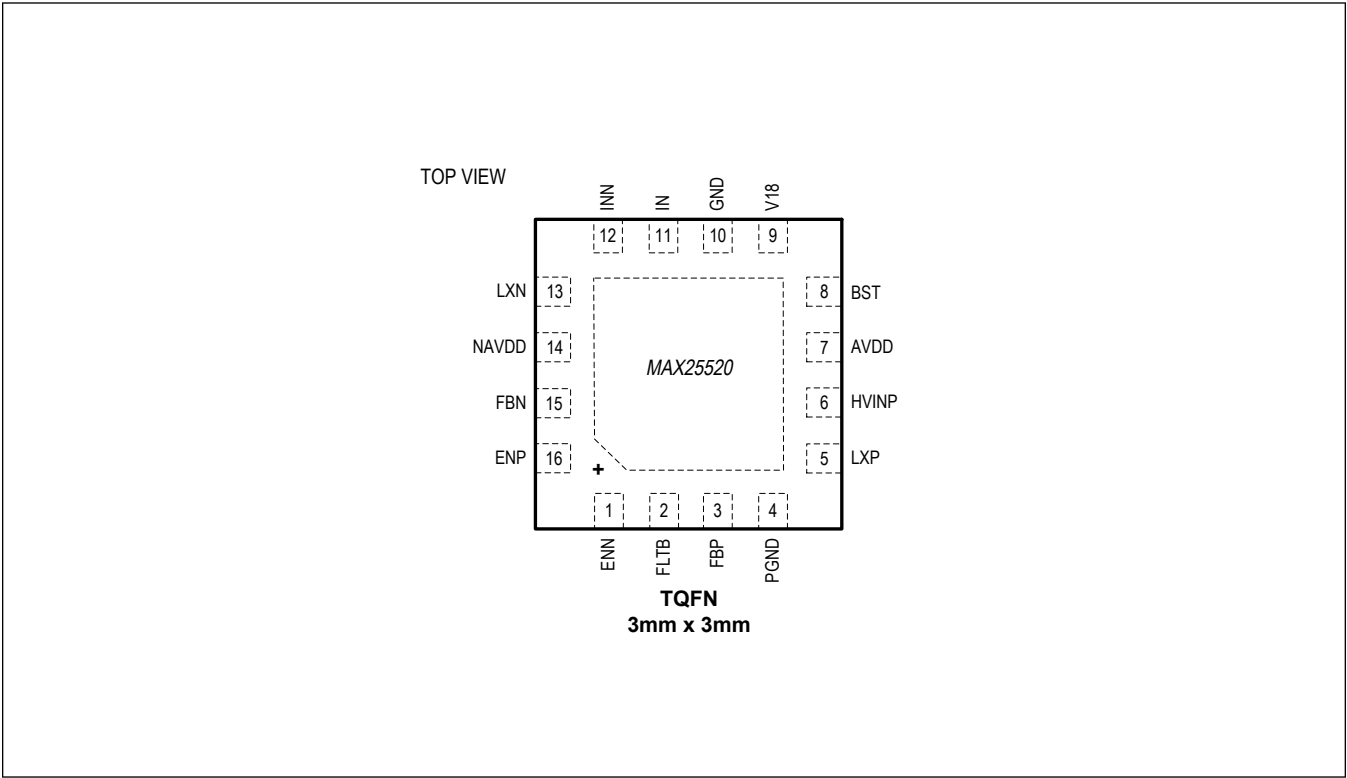 TOP VIEW
INN IN GND V18
12 11 10 9
LXN 13 8 BST
NAVDD 14 7 AVDD
MAX25520
FBN 15 6 HVINP
ENP 16 5 LXP
+
1 2 3 4
ENN FLTB FBP PGND
TQFN
3mm x 3mm